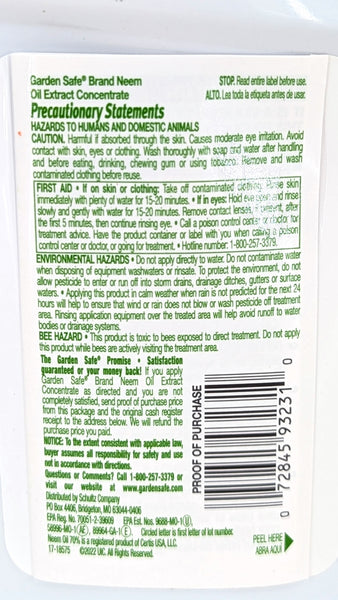 Garden Safe® Brand Neem
Oil Extract Concentrate
STOP. Read entire label before use.
ALTO. Lea toda la etiqueta antes de usar.
Precautionary Statements
HAZARDS TO HUMANS AND DOMESTIC ANIMALS
CAUTION. Harmful if absorbed through the skin. Causes moderate eye irritation. Avoid
contact with skin, eyes or clothing. Wash thoroughly with soap and water after handling
and before eating, drinking, chewing gum or using tobacco. Remove and wash
contaminated clothing before reuse.
FIRST AID • If on skin or clothing: Take off contaminated clothing. Rinse skin
immediately with plenty of water for 15-20 minutes. • If in eyes: Hold eye open and rinse
slowly and gently with water for 15-20 minutes. Remove contact lenses, if present, after
the first 5 minutes, then continue rinsing eye. • Call a poison control center or doctor for
treatment advice. Have the product container or label with you when calling a poison
control center or doctor, or going for treatment. • Hotline number: 1-800-257-3379.
ENVIRONMENTAL HAZARDS • Do not apply directly to water. Do not contaminate water
when disposing of equipment washwaters or rinsate. To protect the environment, do not
allow pesticide to enter or run off into storm drains, drainage ditches, gutters or surface
waters. • Applying this product in calm weather when rain is not predicted for the next 24
hours will help to ensure that wind or rain does not blow or wash pesticide off treatment
area. Rinsing application equipment over the treated area will help avoid runoff to water
bodies or drainage systems.
BEE HAZARD • This product is toxic to bees exposed to direct treatment. Do not apply
this product while bees are actively visiting the treatment area.
The Garden Safe® Promise • Satisfaction
guaranteed or your money back! If you apply
Garden Safe® Brand Neem Oil Extract
Concentrate as directed and you are not
completely satisfied, send proof of purchase price
from this package and the original cash register
receipt to the address below. We will refund the
purchase price you paid.
NOTICE: To the extent consistent with applicable law,
buyer assumes all responsibility for safety and use
not in accordance with directions.
Questions or Comments? Call 1-800-257-3379 or
visit our website at www.gardensafe.com
Distributed by Schultz Company
PO Box 4406, Bridgeton, MO 63044-0406
EPA Reg. No. 70051-2-39609 EPA Est. Nos. 9688-MO-1(U),
58996-MO-1(AE), 89964-GA-1(E). Circled letter is first letter of lot number.
Neem Oil 70% is a registered product of Certis USA, LLC.
17-18575 ©2022 UIC. All Rights Reserved.
PROOF OF PURCHASE
0 72845 93231 0
PEEL HERE
ABRA AQUÍ